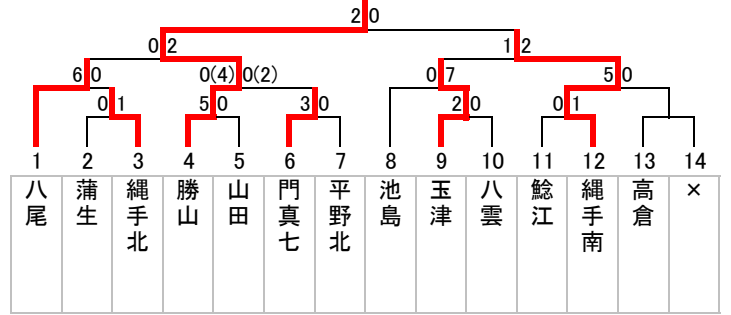 2 0
0 2 1 2
6 0 0(4) 0(2) 0 7 5 0
0 1 5 0 3 0 2 0 0 1
1 2 3 4 5 6 7 8 9 10 11 12 13 14
八尾
蒲生
縄手北
勝山
山田
門真七
平野北
池島
玉津
八雲
鯰江
縄手南
高倉
×